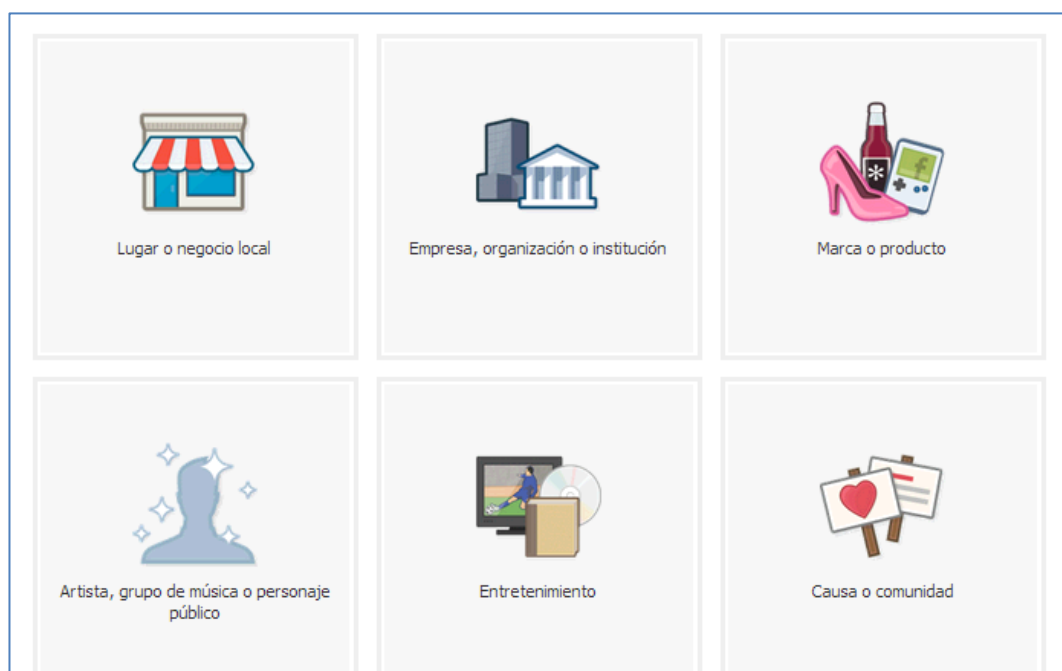 Lugar o negocio local
Empresa, organización o institución
Marca o producto
Artista, grupo de música o personaje
público
Entretenimiento
Causa o comunidad